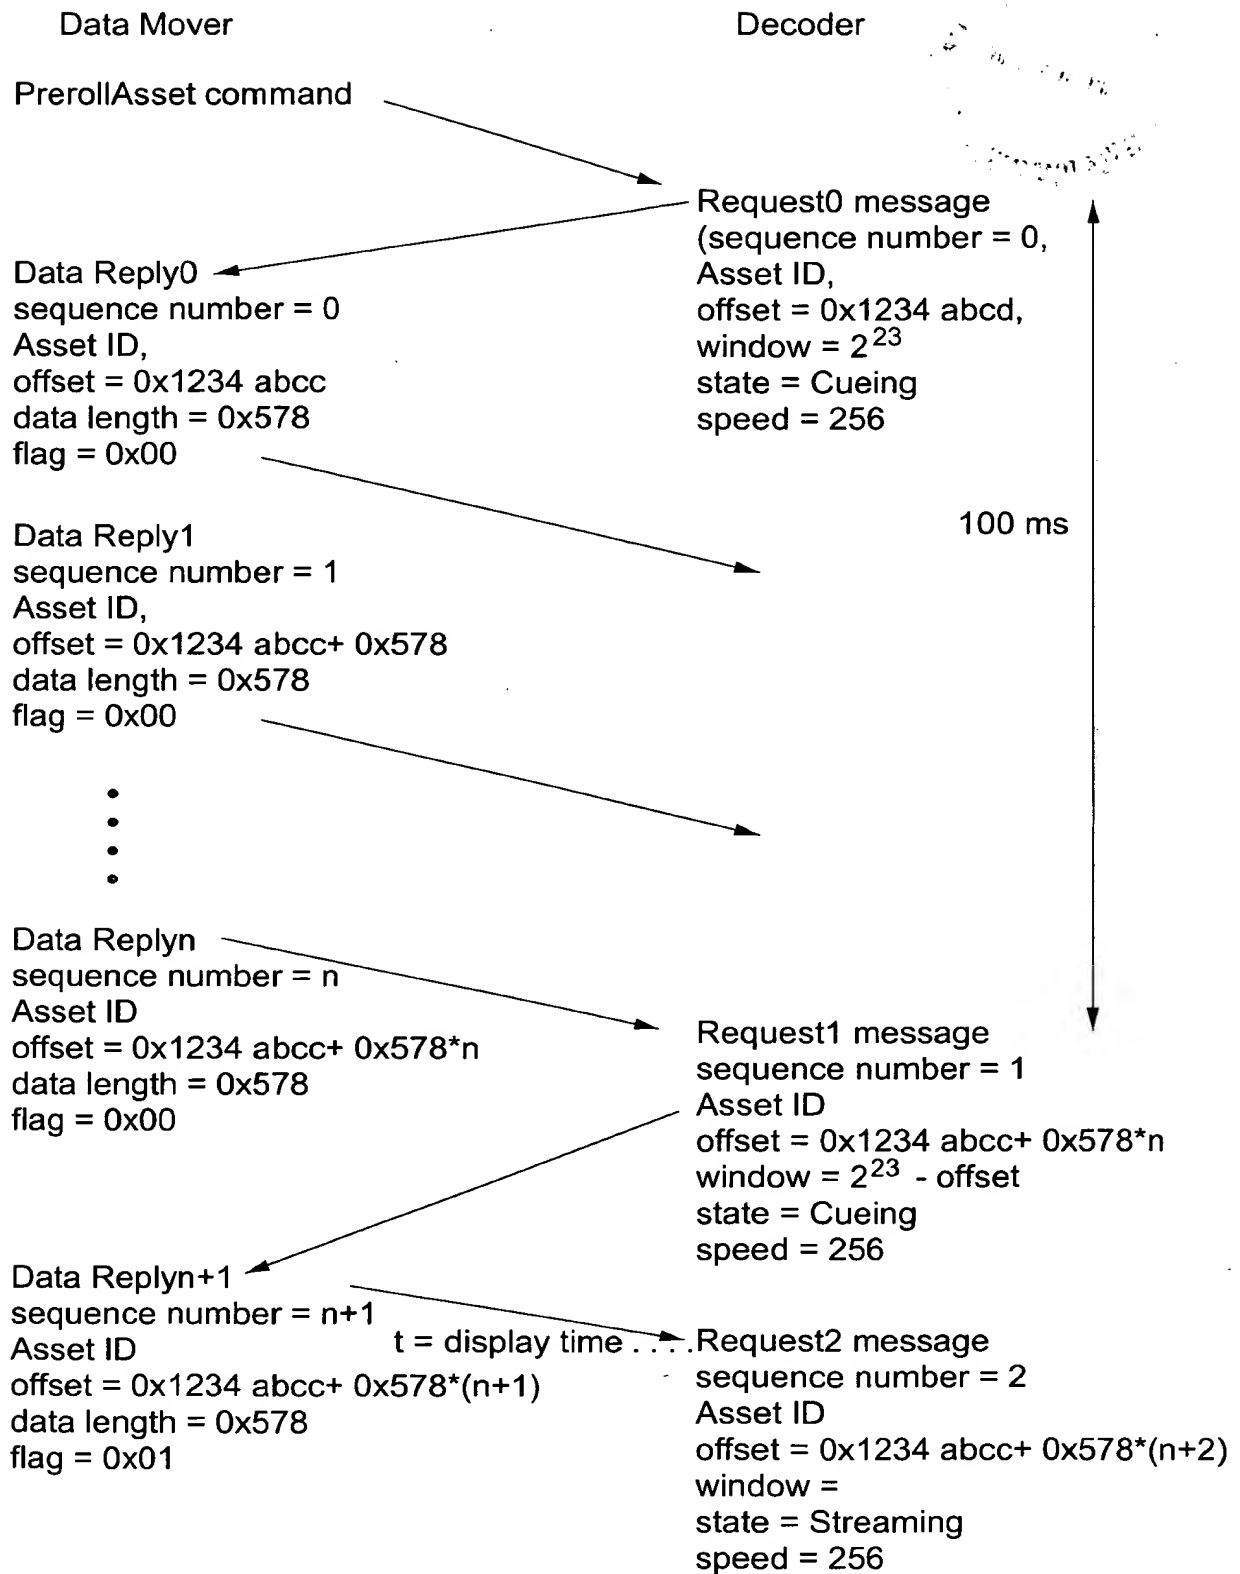 Data Mover
Decoder
PrerollAsset command
Request0 message
(sequence number = 0,
Asset ID,
offset = 0x1234 abcd,
window = 2^23
state = Cueing
speed = 256
Data Reply0
sequence number = 0
Asset ID,
offset = 0x1234 abcc
data length = 0x578
flag = 0x00
100 ms
Data Reply1
sequence number = 1
Asset ID,
offset = 0x1234 abcc+ 0x578
data length = 0x578
flag = 0x00
Data Replyn
sequence number = n
Asset ID
offset = 0x1234 abcc+ 0x578*n
data length = 0x578
flag = 0x00
Request1 message
sequence number = 1
Asset ID
offset = 0x1234 abcc+ 0x578*n
window = 2^23 - offset
state = Cueing
speed = 256
Data Replyn+1
sequence number = n+1
Asset ID
offset = 0x1234 abcc+ 0x578*(n+1)
data length = 0x578
flag = 0x01
t = display time . . . .
Request2 message
sequence number = 2
Asset ID
offset = 0x1234 abcc+ 0x578*(n+2)
window =
state = Streaming
speed = 256